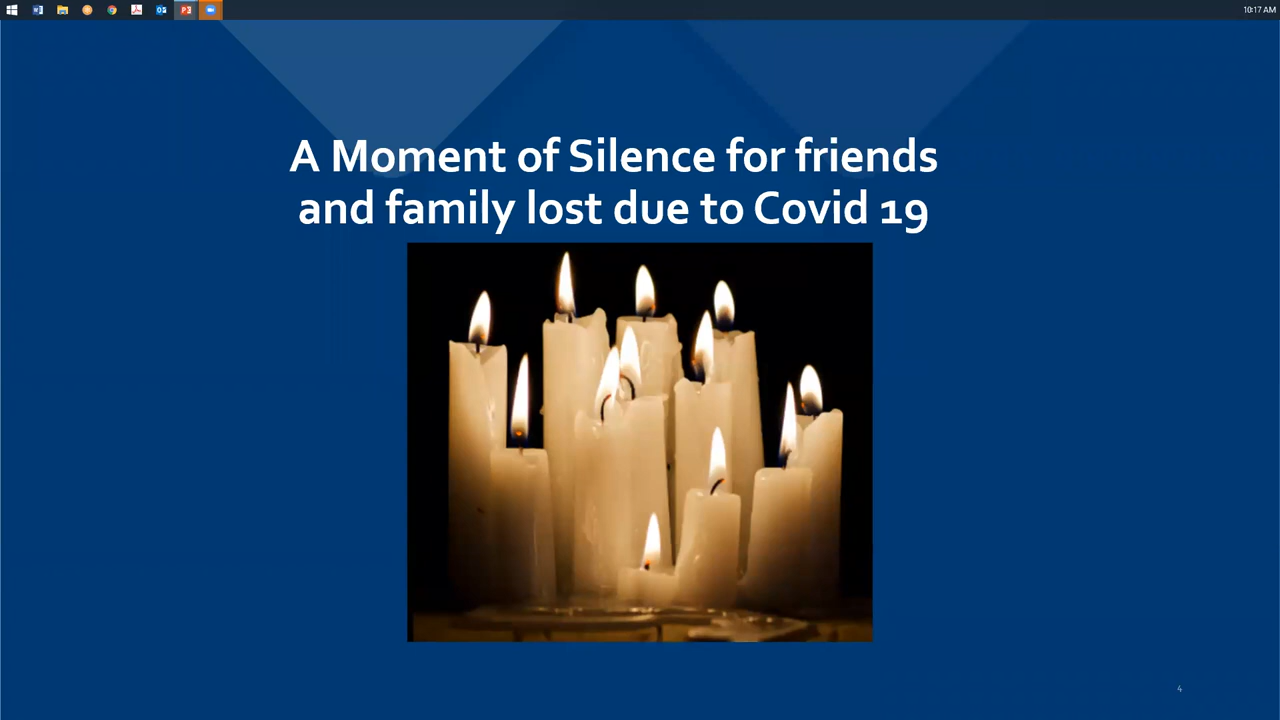 10:17 AM
A Moment of Silence for friends
and family lost due to Covid 19
4